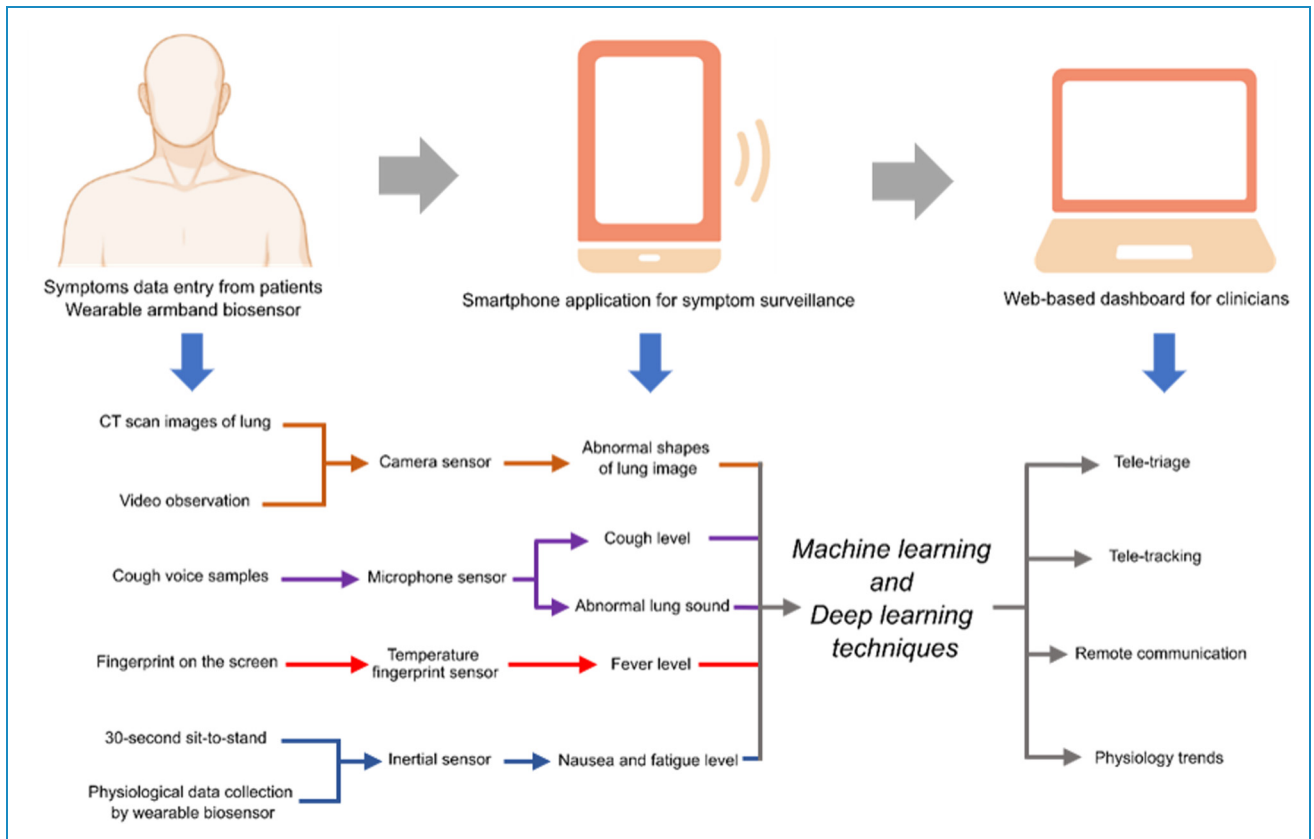 Symptoms data entry from patients
Wearable armband biosensor
Smartphone application for symptom surveillance
Web-based dashboard for clinicians
CT scan images of lung
Video observation
Camera sensor
Abnormal shapes
of lung image
Cough voice samples
Microphone sensor
Cough level
Abnormal lung sound
Fingerprint on the screen
Temperature
fingerprint sensor
Fever level
30-second sit-to-stand
Physiological data collection
by wearable biosensor
Inertial sensor
Nausea and fatigue level
Machine learning
and
Deep learning
techniques
Tele-triage
Tele-tracking
Remote communication
Physiology trends